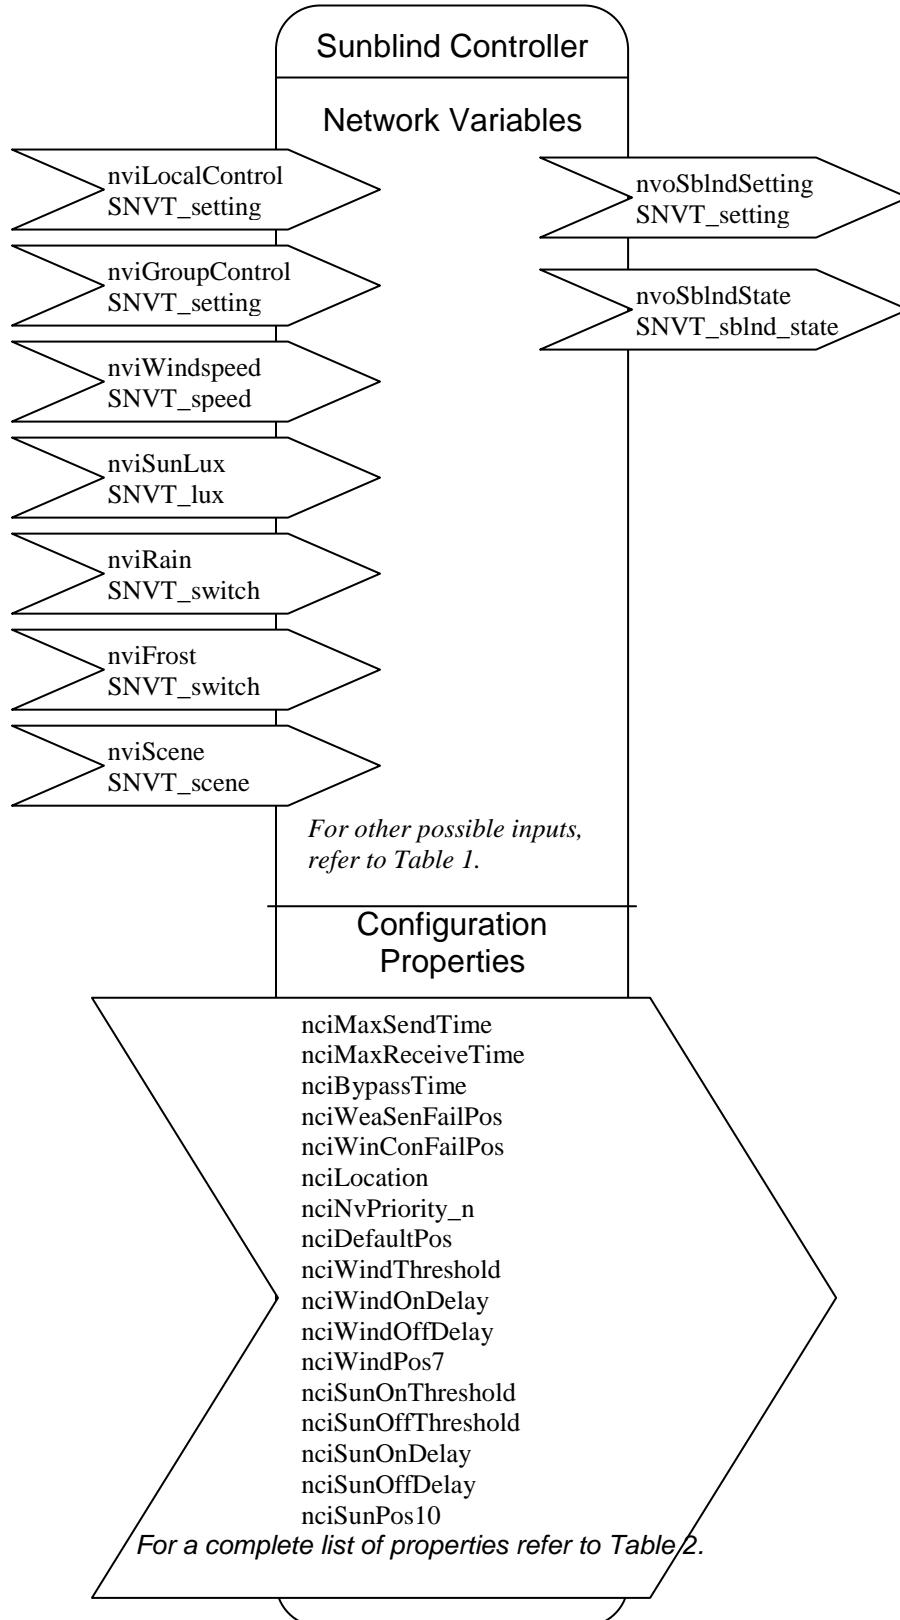 Sunblind Controller
Network Variables
nviLocalControl
SNVT_setting
nviGroupControl
SNVT_setting
nviWindspeed
SNVT_speed
nviSunLux
SNVT_lux
nviRain
SNVT_switch
nviFrost
SNVT_switch
nviScene
SNVT_scene
nvoSblndSetting
SNVT_setting
nvoSblndState
SNVT_sblnd_state
For other possible inputs,
refer to Table 1.
Configuration
Properties
nciMaxSendTime
nciMaxReceiveTime
nciBypassTime
nciWeaSenFailPos
nciWinConFailPos
nciLocation
nciNvPriority_n
nciDefaultPos
nciWindThreshold
nciWindOnDelay
nciWindOffDelay
nciWindPos7
nciSunOnThreshold
nciSunOffThreshold
nciSunOnDelay
nciSunOffDelay
nciSunPos10
For a complete list of properties refer to Table 2.